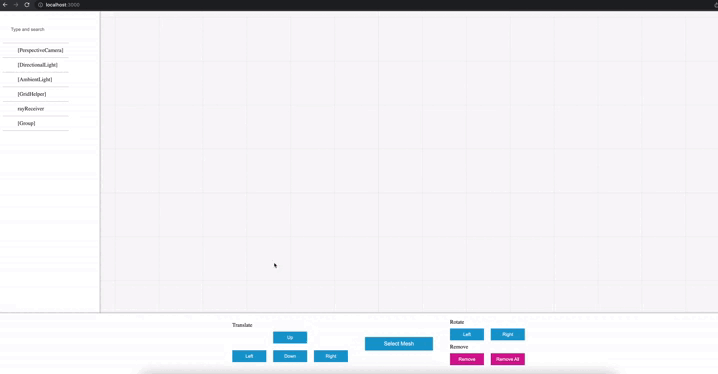 localhost:3000
Type and search
[PerspectiveCamera]
[DirectionalLight]
[AmbientLight]
[GridHelper]
rayReceiver
[Group]
Translate
Up
Left
Down
Right
Select Mesh
Rotate
Left
Right
Remove
Remove
Remove All